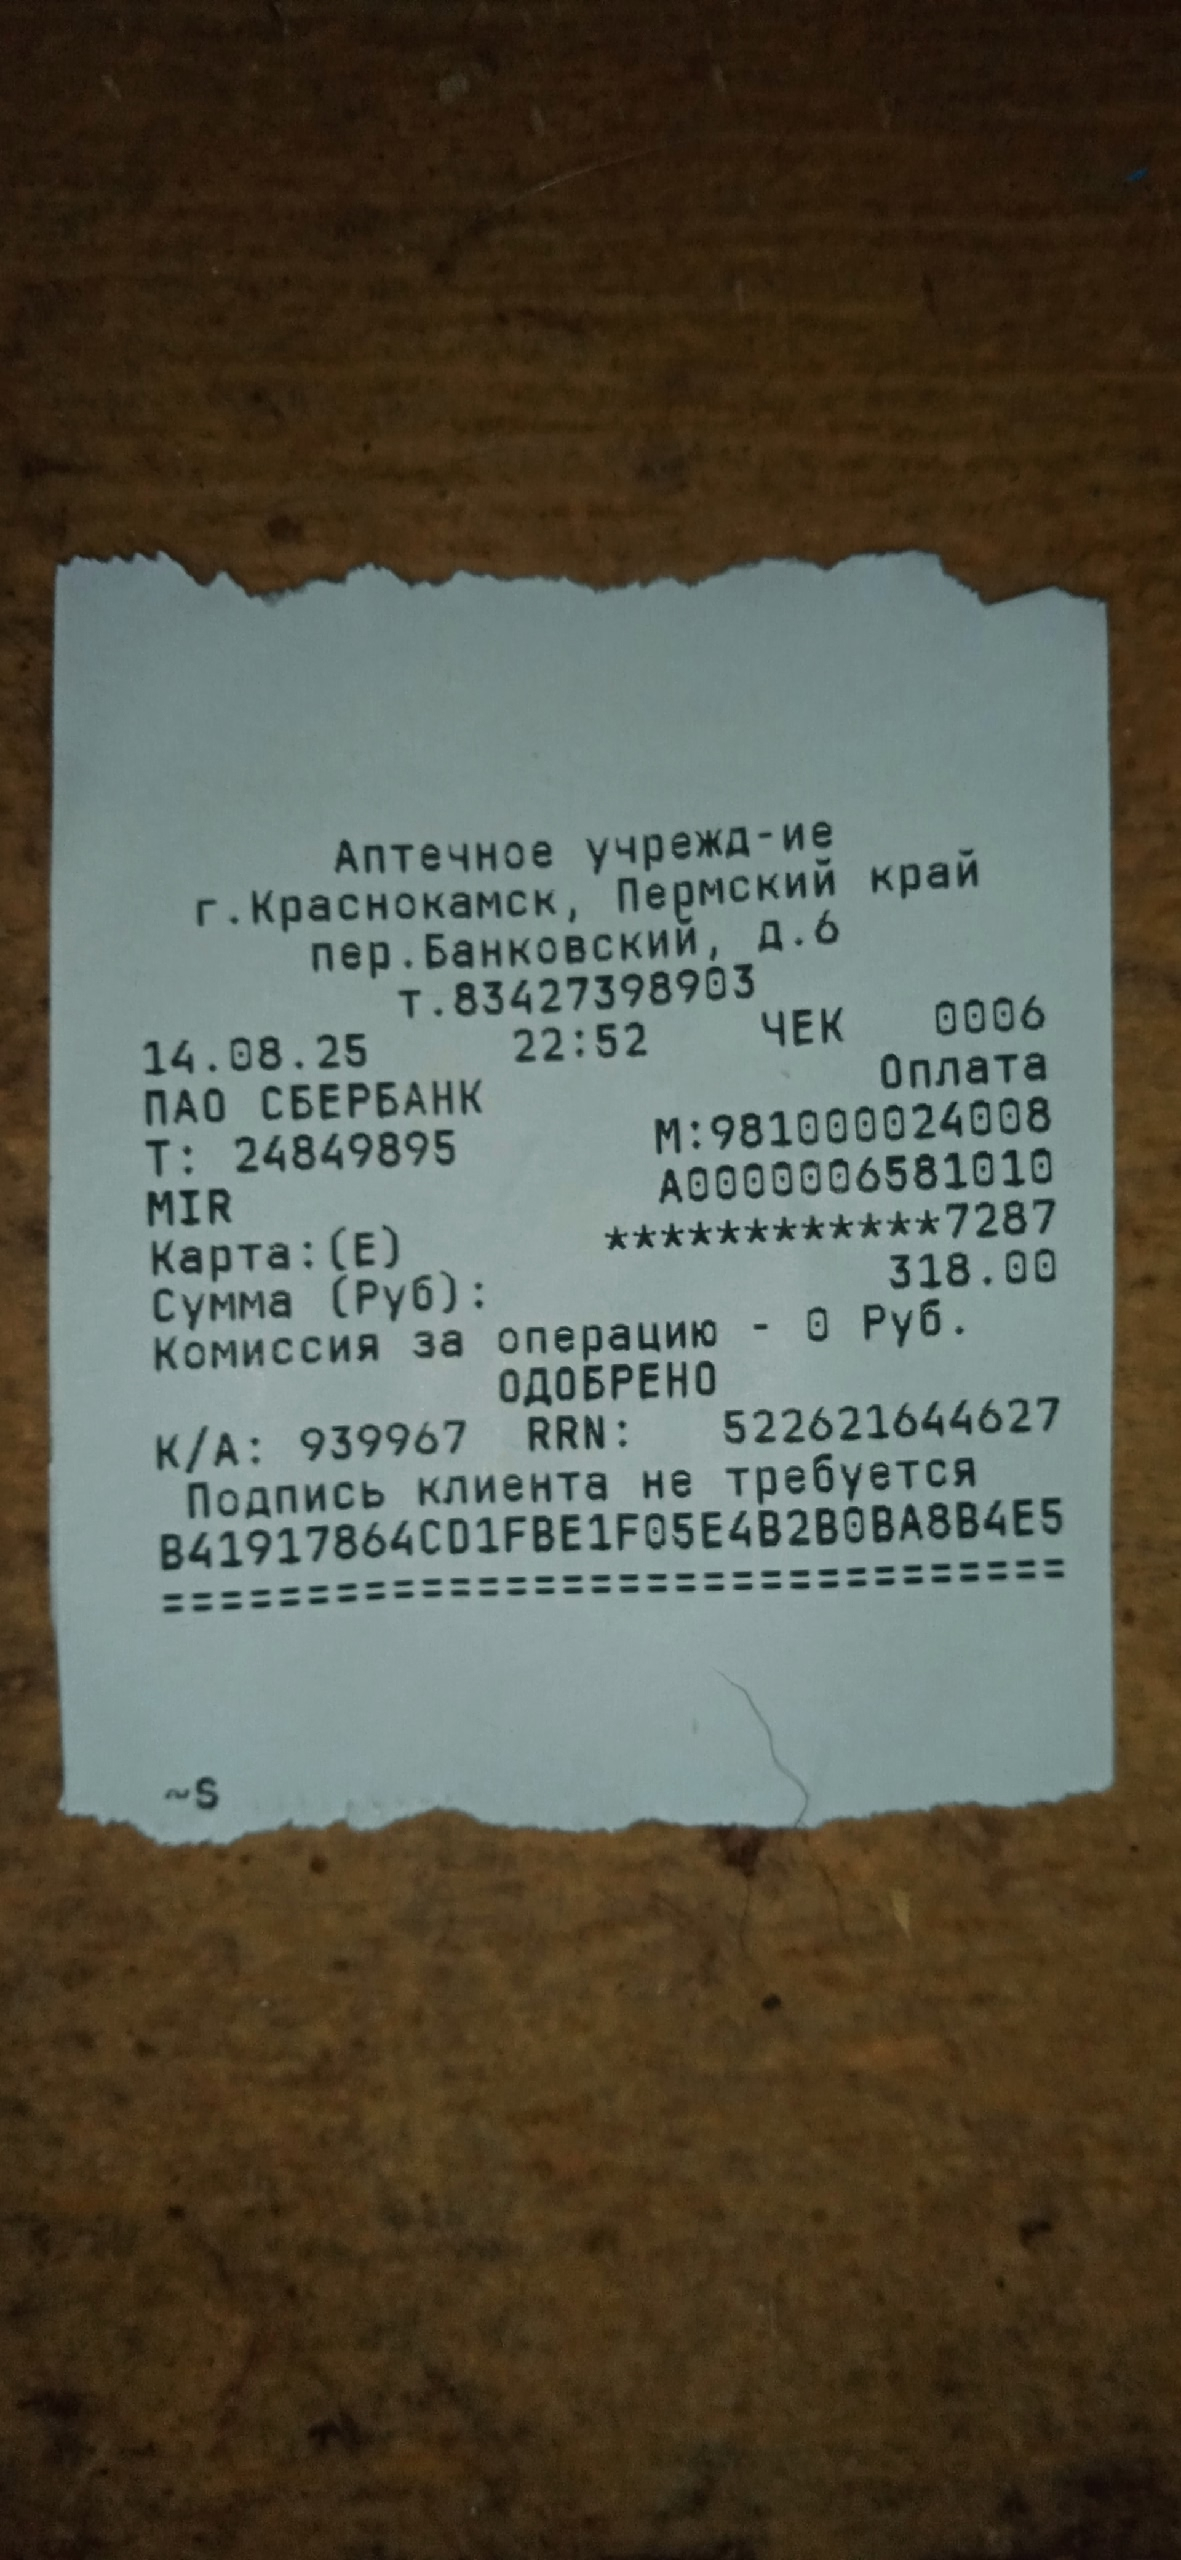 Аптечное учрежд-ие
г.Краснокамск, Пермский край
пер.Банковский, д.6
т.83427398903
14.08.25 22:52 ЧЕК 0006
ПАО СБЕРБАНК Оплата
Т: 24849895 М:981000024008
MIR A0000006581010
Карта:(E) ************7287
Сумма (Руб): 318.00
Комиссия за операцию - 0 Руб.
ОДОБРЕНО
К/А: 939967 RRN: 522621644627
Подпись клиента не требуется
B41917864CD1FBE1F05E4B2B0BA8B4E5
===============================
~S